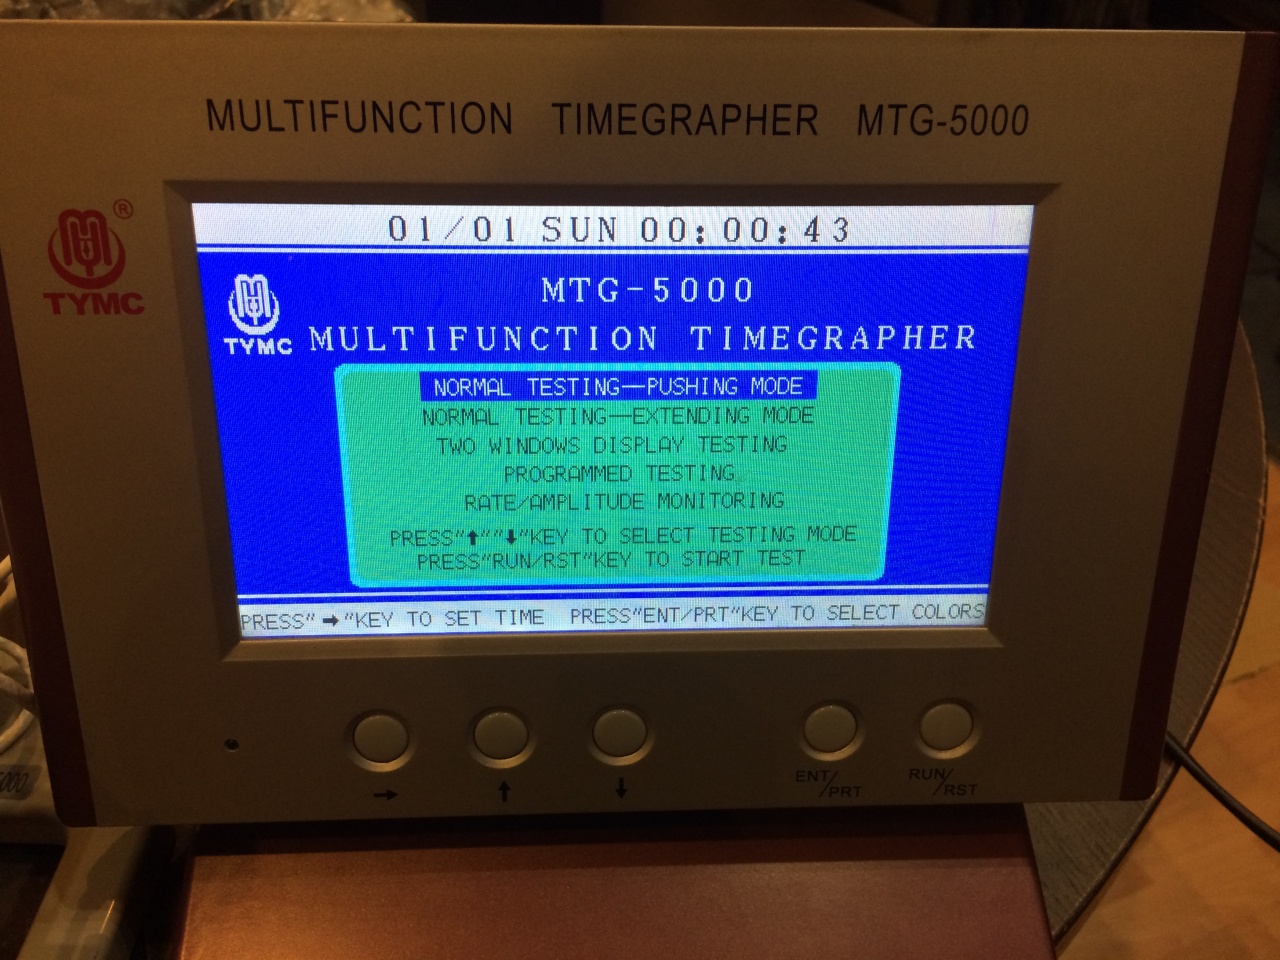 MULTIFUNCTION TIMEGRAPHER MTG-5000
®
TYMC
01/01 SUN 00:00:43
MTG-5000
TYMC
MULTIFUNCTION TIMEGRAPHER
NORMAL TESTING—PUSHING MODE
NORMAL TESTING—EXTENDING MODE
TWO WINDOWS DISPLAY TESTING
PROGRAMMED TESTING
RATE/AMPLITUDE MONITORING
PRESS"↑""↓"KEY TO SELECT TESTING MODE
PRESS"RUN/RST"KEY TO START TEST
PRESS"→"KEY TO SET TIME PRESS"ENT/PRT"KEY TO SELECT COLORS
→ ↑ ↓
ENT/PRT
RUN/RST